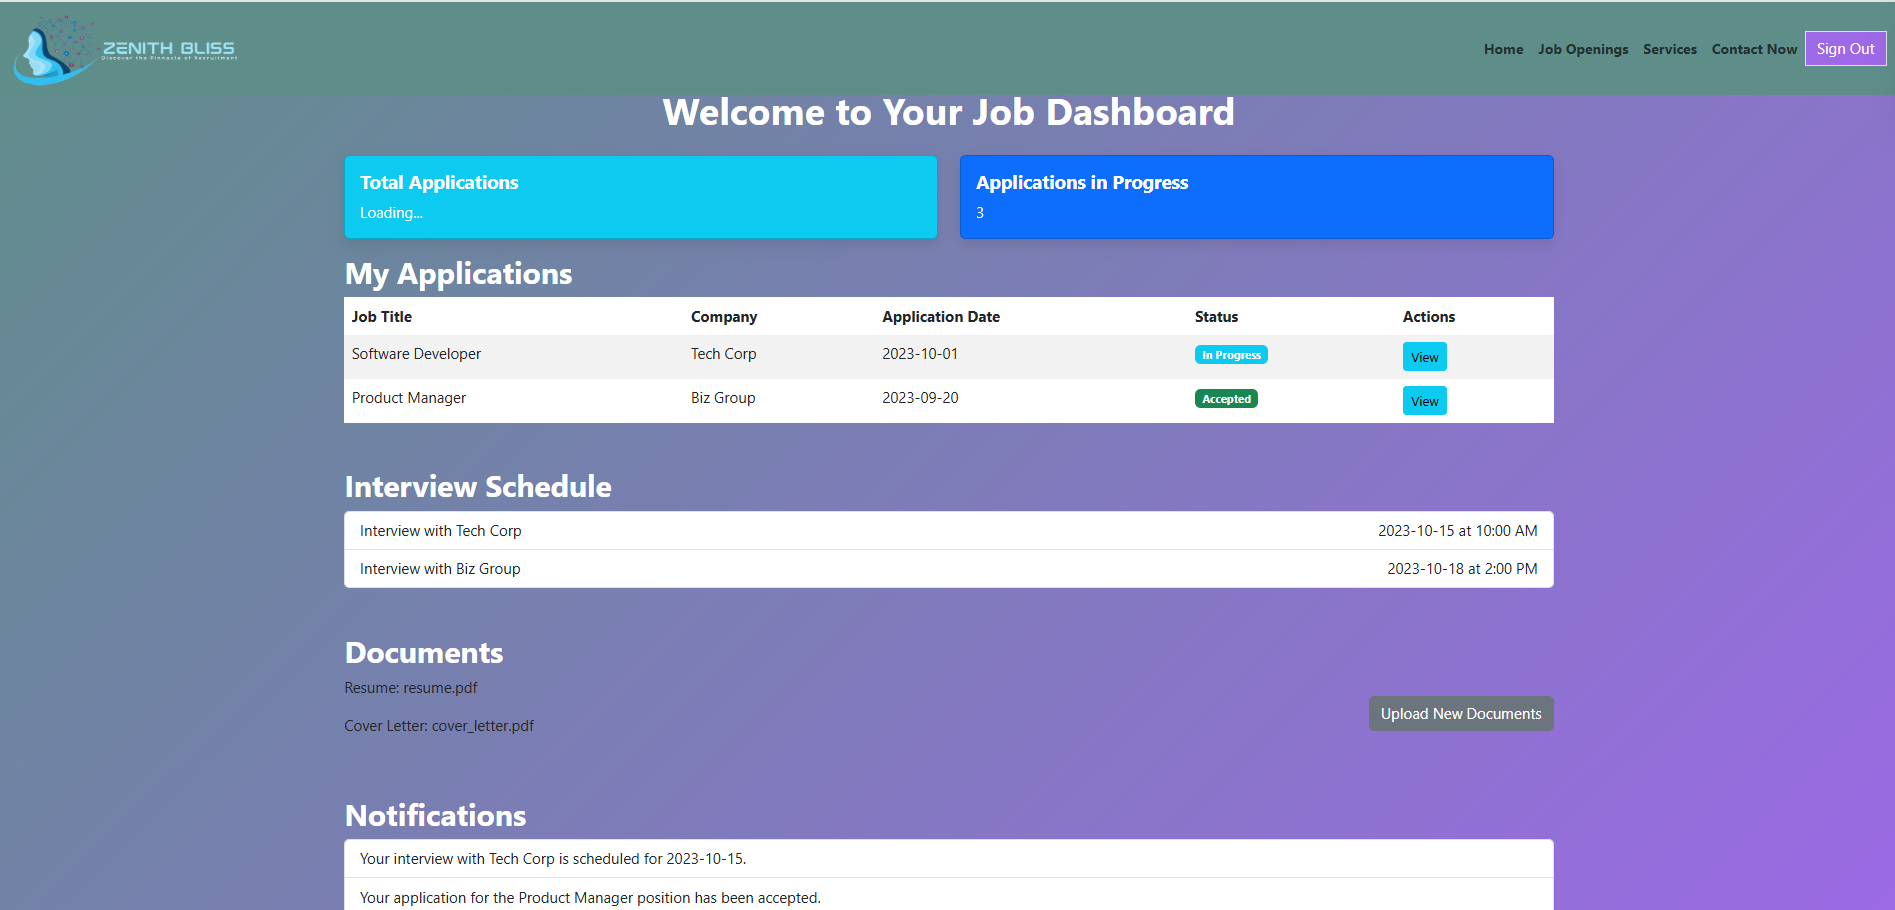 ZENITH BLISS
Discover the Pinnacle of Recruitment
Home Job Openings Services Contact Now Sign Out
Welcome to Your Job Dashboard
Total Applications
Loading...
Applications in Progress
3
My Applications
Job Title Company Application Date Status Actions
Software Developer Tech Corp 2023-10-01 In Progress View
Product Manager Biz Group 2023-09-20 Accepted View
Interview Schedule
Interview with Tech Corp 2023-10-15 at 10:00 AM
Interview with Biz Group 2023-10-18 at 2:00 PM
Documents
Resume: resume.pdf
Upload New Documents
Cover Letter: cover_letter.pdf
Notifications
Your interview with Tech Corp is scheduled for 2023-10-15.
Your application for the Product Manager position has been accepted.